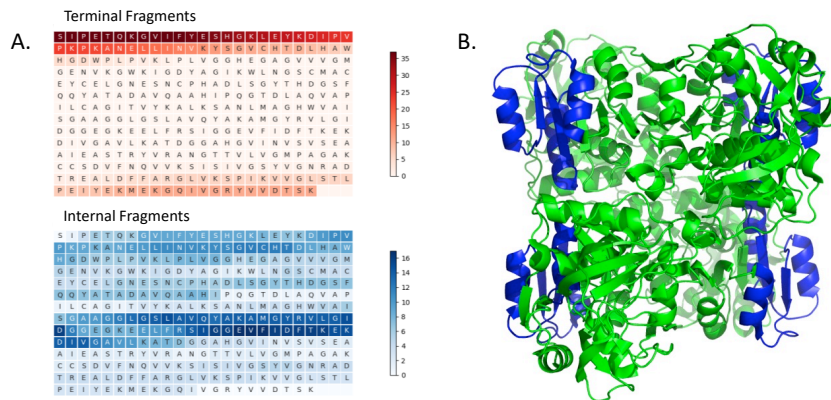 Terminal Fragments
A.
S I P E T Q K G V I F Y E S H G K L E Y K D I P V
P K P K A N E L L I N V K Y S G V C H T D L H A W
H G D W P L P V K L P L V G G H E G A G V V V G M
G E N V K G W K I G D Y A G I K W L N G S C M A C
E Y C E L G N E S N C P H A D L S G Y T H D G S F
Q Q Y A T A D A V Q A A H I P Q G T D L A Q V A P
I L C A G I T V Y K A L K S A N L M A G H W V A I
S G A A G G L G S L A V Q Y A K A M G Y R V L G I
D G G E G K E E L F R S I G G E V F I D F T K E K
D I V G A V L K A T D G G A H G V I N V S V S E A
A I E A S T R Y V R A N G T T V L V G M P A G A K
C C S D V F N Q V V K S I S I V G S Y V G N R A D
T R E A L D F F A R G L V K S P I K V V G L S T L
P E I Y E K M E K G Q I V G R Y V V D T S K
35
30
25
20
15
10
5
0
Internal Fragments
S I P E T Q K G V I F Y E S H G K L E Y K D I P V
P K P K A N E L L I N V K Y S G V C H T D L H A W
H G D W P L P V K L P L V G G H E G A G V V V G M
G E N V K G W K I G D Y A G I K W L N G S C M A C
E Y C E L G N E S N C P H A D L S G Y T H D G S F
Q Q Y A T A D A V Q A A H I P Q G T D L A Q V A P
I L C A G I T V Y K A L K S A N L M A G H W V A I
S G A A G G L G S L A V Q Y A K A M G Y R V L G I
D G G E G K E E L F R S I G G E V F I D F T K E K
D I V G A V L K A T D G G A H G V I N V S V S E A
A I E A S T R Y V R A N G T T V L V G M P A G A K
C C S D V F N Q V V K S I S I V G S Y V G N R A D
T R E A L D F F A R G L V K S P I K V V G L S T L
P E I Y E K M E K G Q I V G R Y V V D T S K
16
14
12
10
8
6
4
2
0
B.